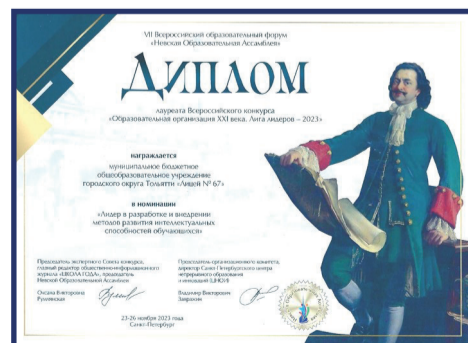 VII Всероссийский образовательный форум
«Невская Образовательная Ассамблея»
ДИПЛОМ
лауреата Всероссийского конкурса
«Образовательная организация XXI века. Лига лидеров – 2023»
награждается
муниципальное бюджетное
общеобразовательное учреждение
городского округа Тольятти «Лицей № 67»
в номинации
«Лидер в разработке и внедрении
методов развития интеллектуальных
способностей обучающихся»
Председатель экспертного Совета конкурса,
главный редактор общественно-информационного
журнала «ШКОЛА ГОДА», председатель
Невской Образовательной Ассамблеи
Оксана Викторовна
Председатель организационного комитета,
директор Санкт-Петербургского центра
непрерывного образования
и инноваций (ЦНОИ)
Владимир Викторович
23-26 ноября 2023 года
Санкт-Петербург